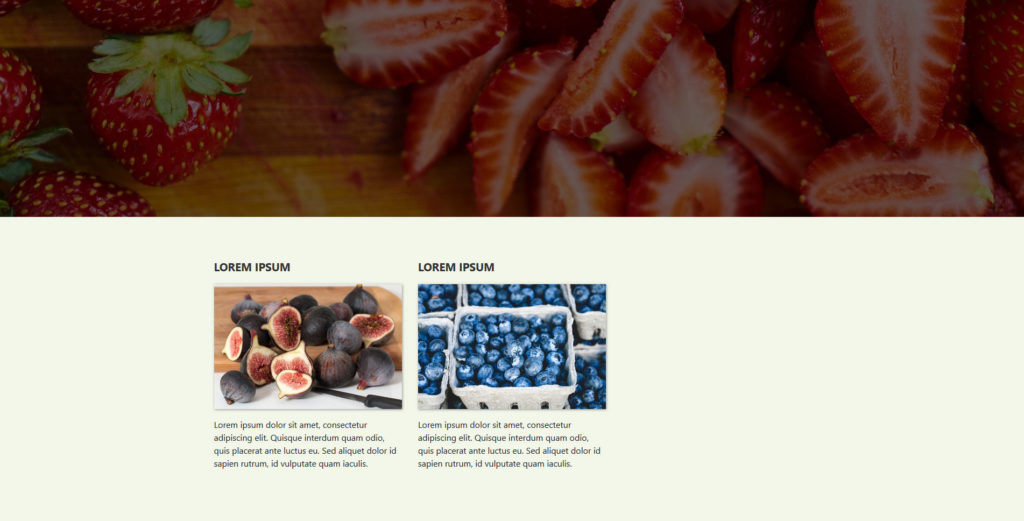 LOREM IPSUM
Lorem ipsum dolor sit amet, consectetur
adipiscing elit. Quisque interdum quam odio,
quis placerat ante luctus eu. Sed aliquet dolor id
sapien rutrum, id vulputate quam iaculis.
LOREM IPSUM
Lorem ipsum dolor sit amet, consectetur
adipiscing elit. Quisque interdum quam odio,
quis placerat ante luctus eu. Sed aliquet dolor id
sapien rutrum, id vulputate quam iaculis.